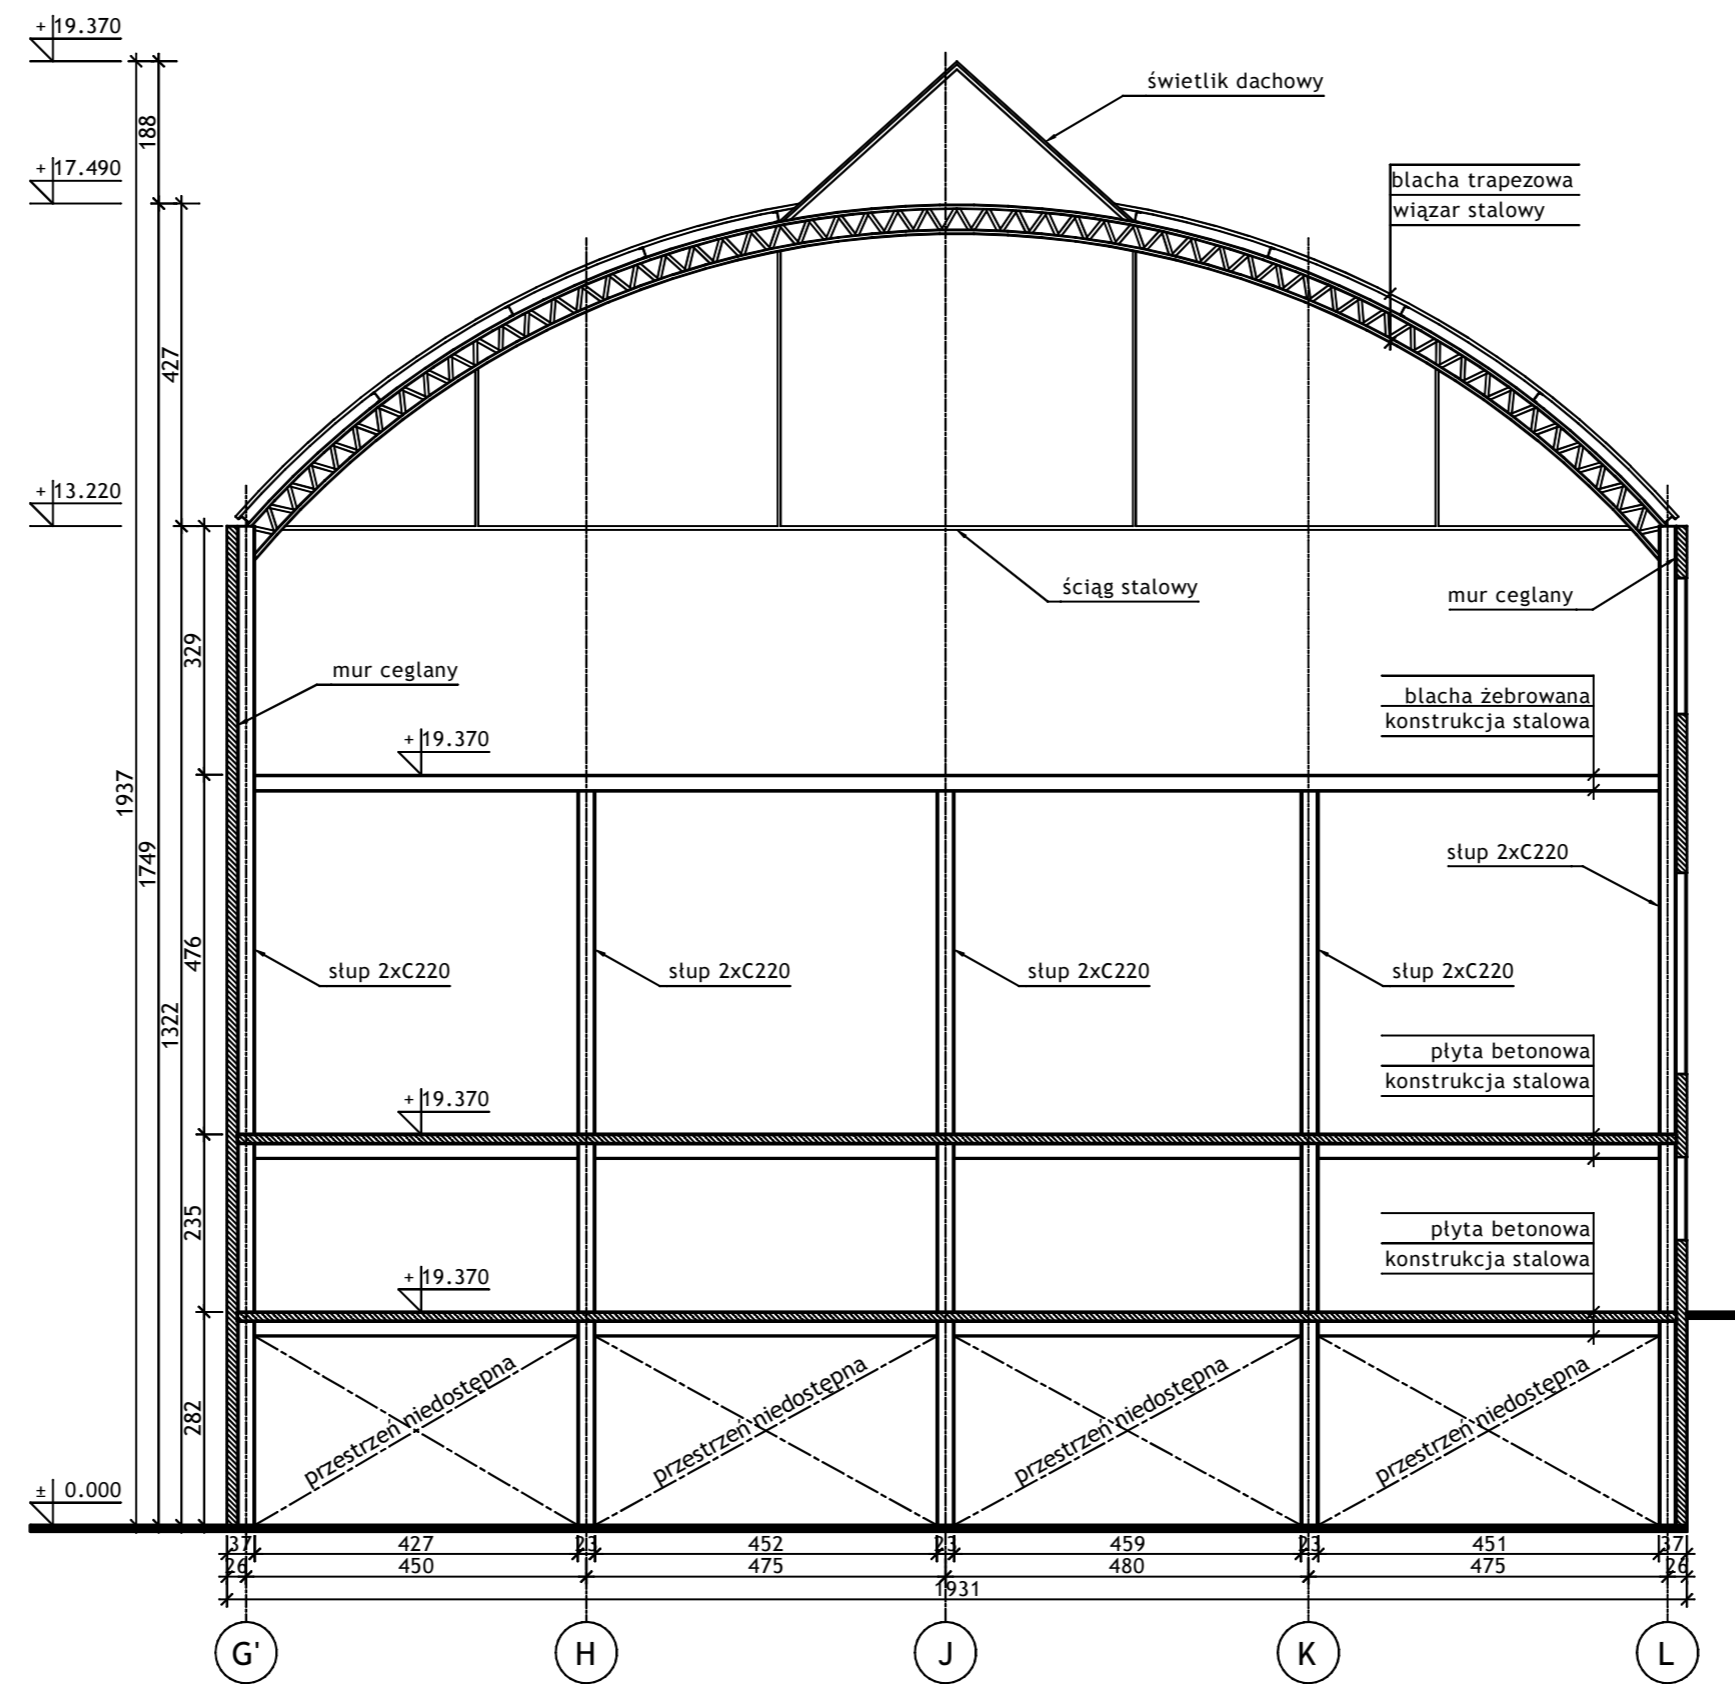 + 19.370
188
świetlik dachowy
+ 17.490
blacha trapezowa
wiązar stalowy
427
+ 13.220
ściąg stalowy
mur ceglany
329
mur ceglany
blacha żebrowana
konstrukcja stalowa
+ 19.370
1937
1749
1322
476
słup 2xC220
słup 2xC220
słup 2xC220
słup 2xC220
słup 2xC220
płyta betonowa
konstrukcja stalowa
+ 19.370
235
płyta betonowa
konstrukcja stalowa
+ 19.370
282
przestrzeń niedostępna
przestrzeń niedostępna
przestrzeń niedostępna
przestrzeń niedostępna
± 0.000
37 427 23 452 23 459 23 451 37
26 450 475 480 475 26
1931
G' H J K L